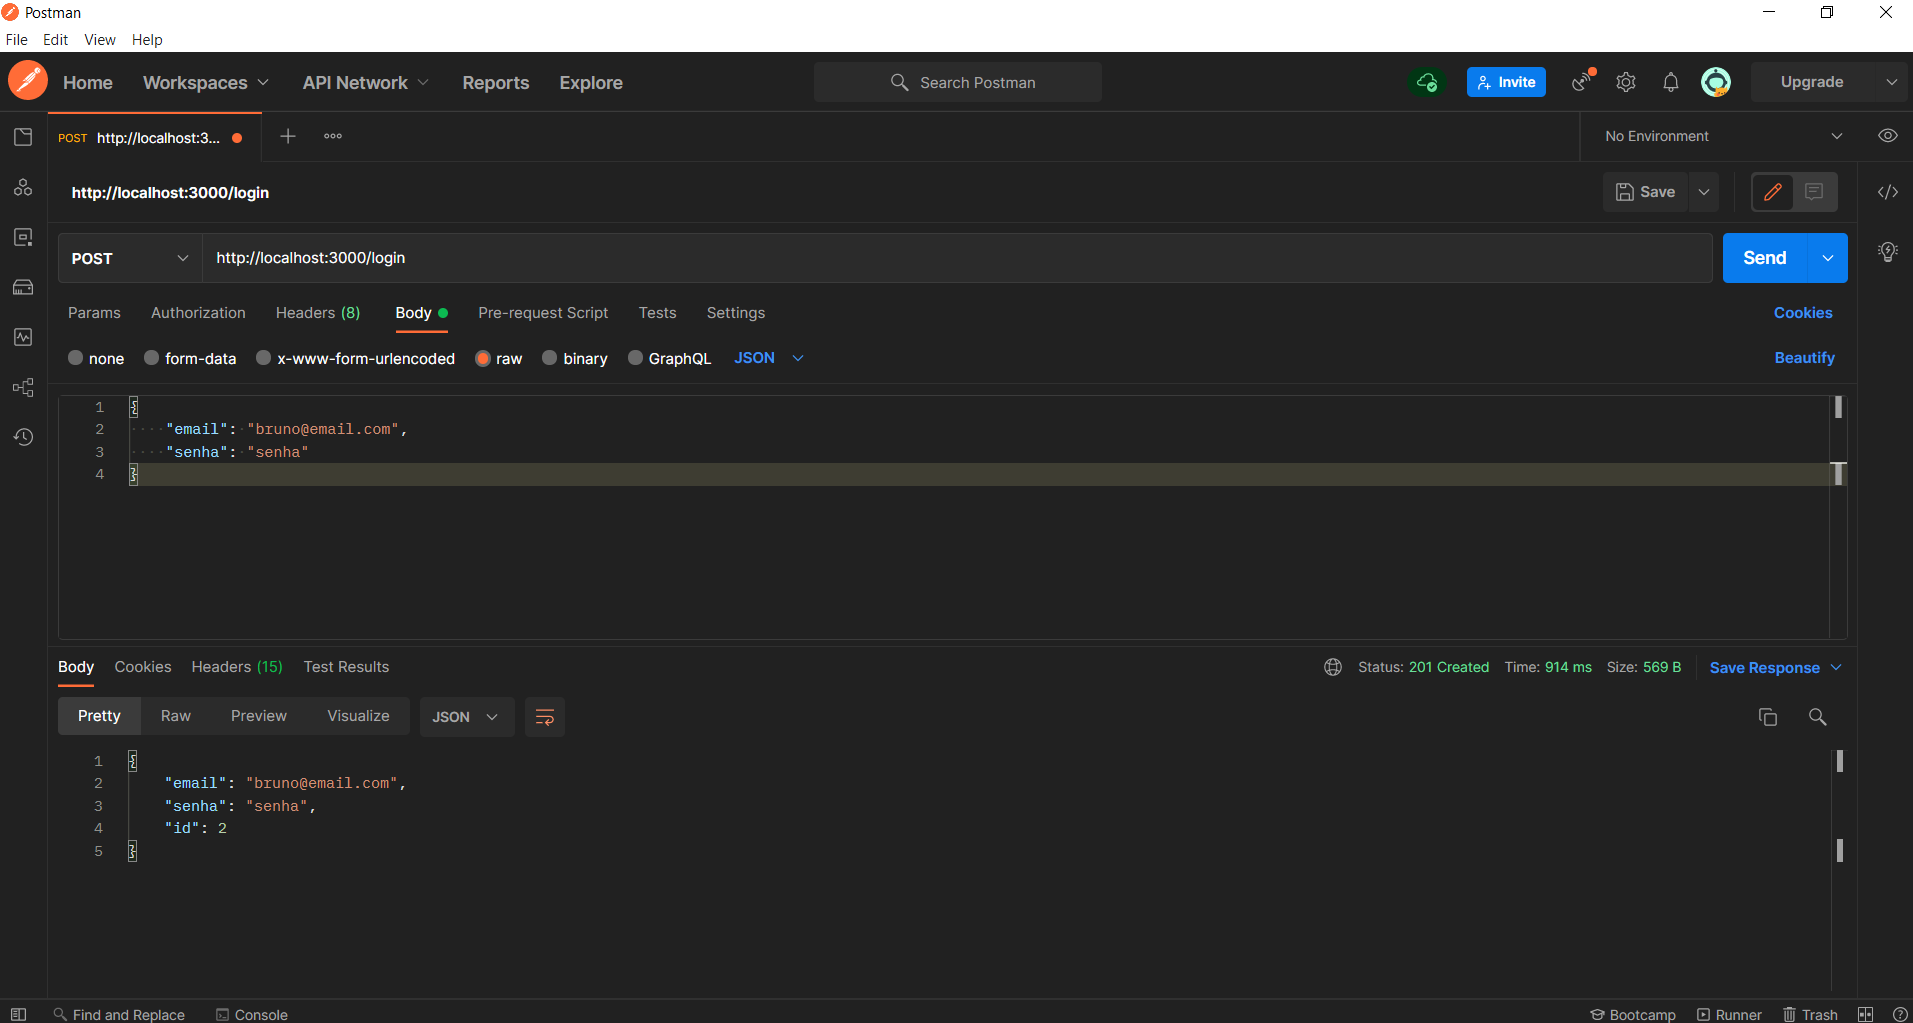 Postman
File Edit View Help
Home Workspaces API Network Reports Explore Search Postman Invite Upgrade
POST http://localhost:3... No Environment
http://localhost:3000/login Save
POST http://localhost:3000/login Send
Params Authorization Headers (8) Body Pre-request Script Tests Settings Cookies
none form-data x-www-form-urlencoded raw binary GraphQL JSON Beautify
1 {
2 "email": "bruno@email.com",
3 "senha": "senha"
4 }
Body Cookies Headers (15) Test Results Status: 201 Created Time: 914 ms Size: 569 B Save Response
Pretty Raw Preview Visualize JSON
1 {
2 "email": "bruno@email.com",
3 "senha": "senha",
4 "id": 2
5 }
Find and Replace Console Bootcamp Runner Trash